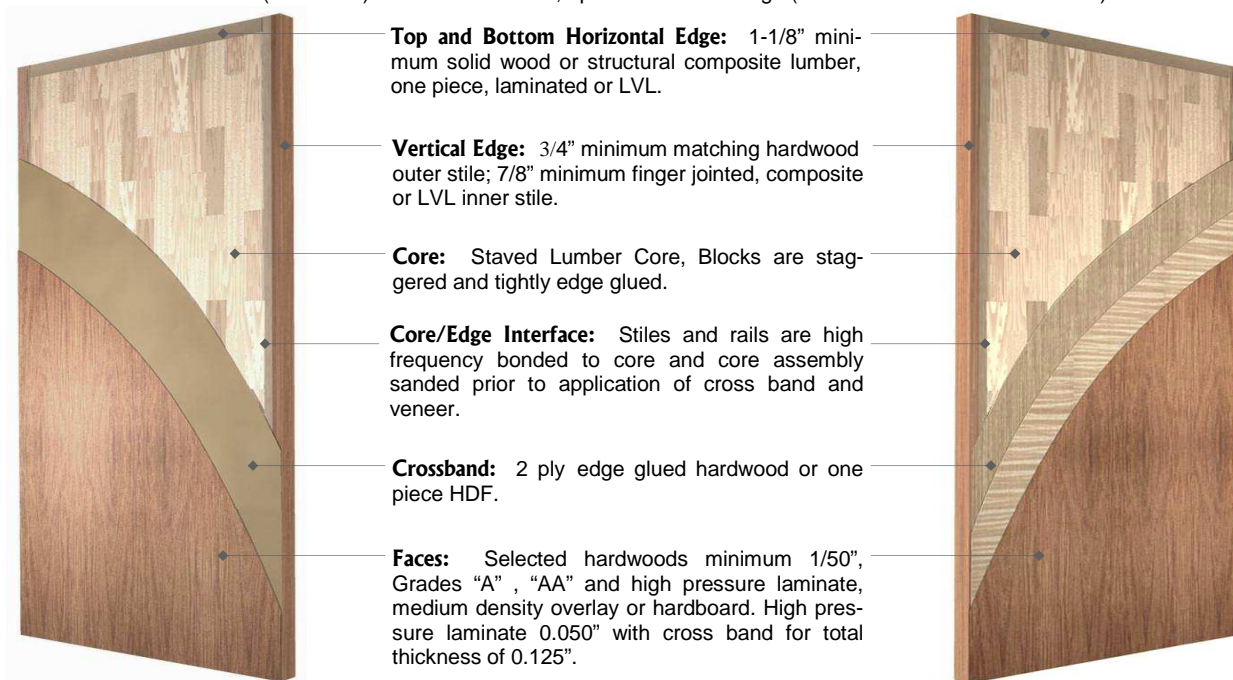 Top and Bottom Horizontal Edge: 1-1/8” mini-
mum solid wood or structural composite lumber,
one piece, laminated or LVL.
Vertical Edge: 3/4” minimum matching hardwood
outer stile; 7/8” minimum finger jointed, composite
or LVL inner stile.
Core: Staved Lumber Core, Blocks are stag-
gered and tightly edge glued.
Core/Edge Interface: Stiles and rails are high
frequency bonded to core and core assembly
sanded prior to application of cross band and
veneer.
Crossband: 2 ply edge glued hardwood or one
piece HDF.
Faces: Selected hardwoods minimum 1/50”,
Grades “A” , “AA” and high pressure laminate,
medium density overlay or hardboard. High pres-
sure laminate 0.050” with cross band for total
thickness of 0.125”.